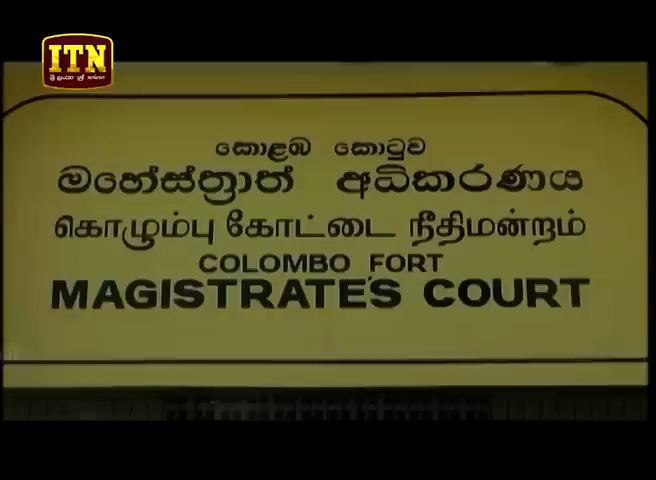 ITN
කොළඹ කොටුව
මහේස්ත්‍රාත් අධිකරණය
கொழும்பு கோட்டை நீதிமன்றம்
COLOMBO FORT
MAGISTRATE'S COURT